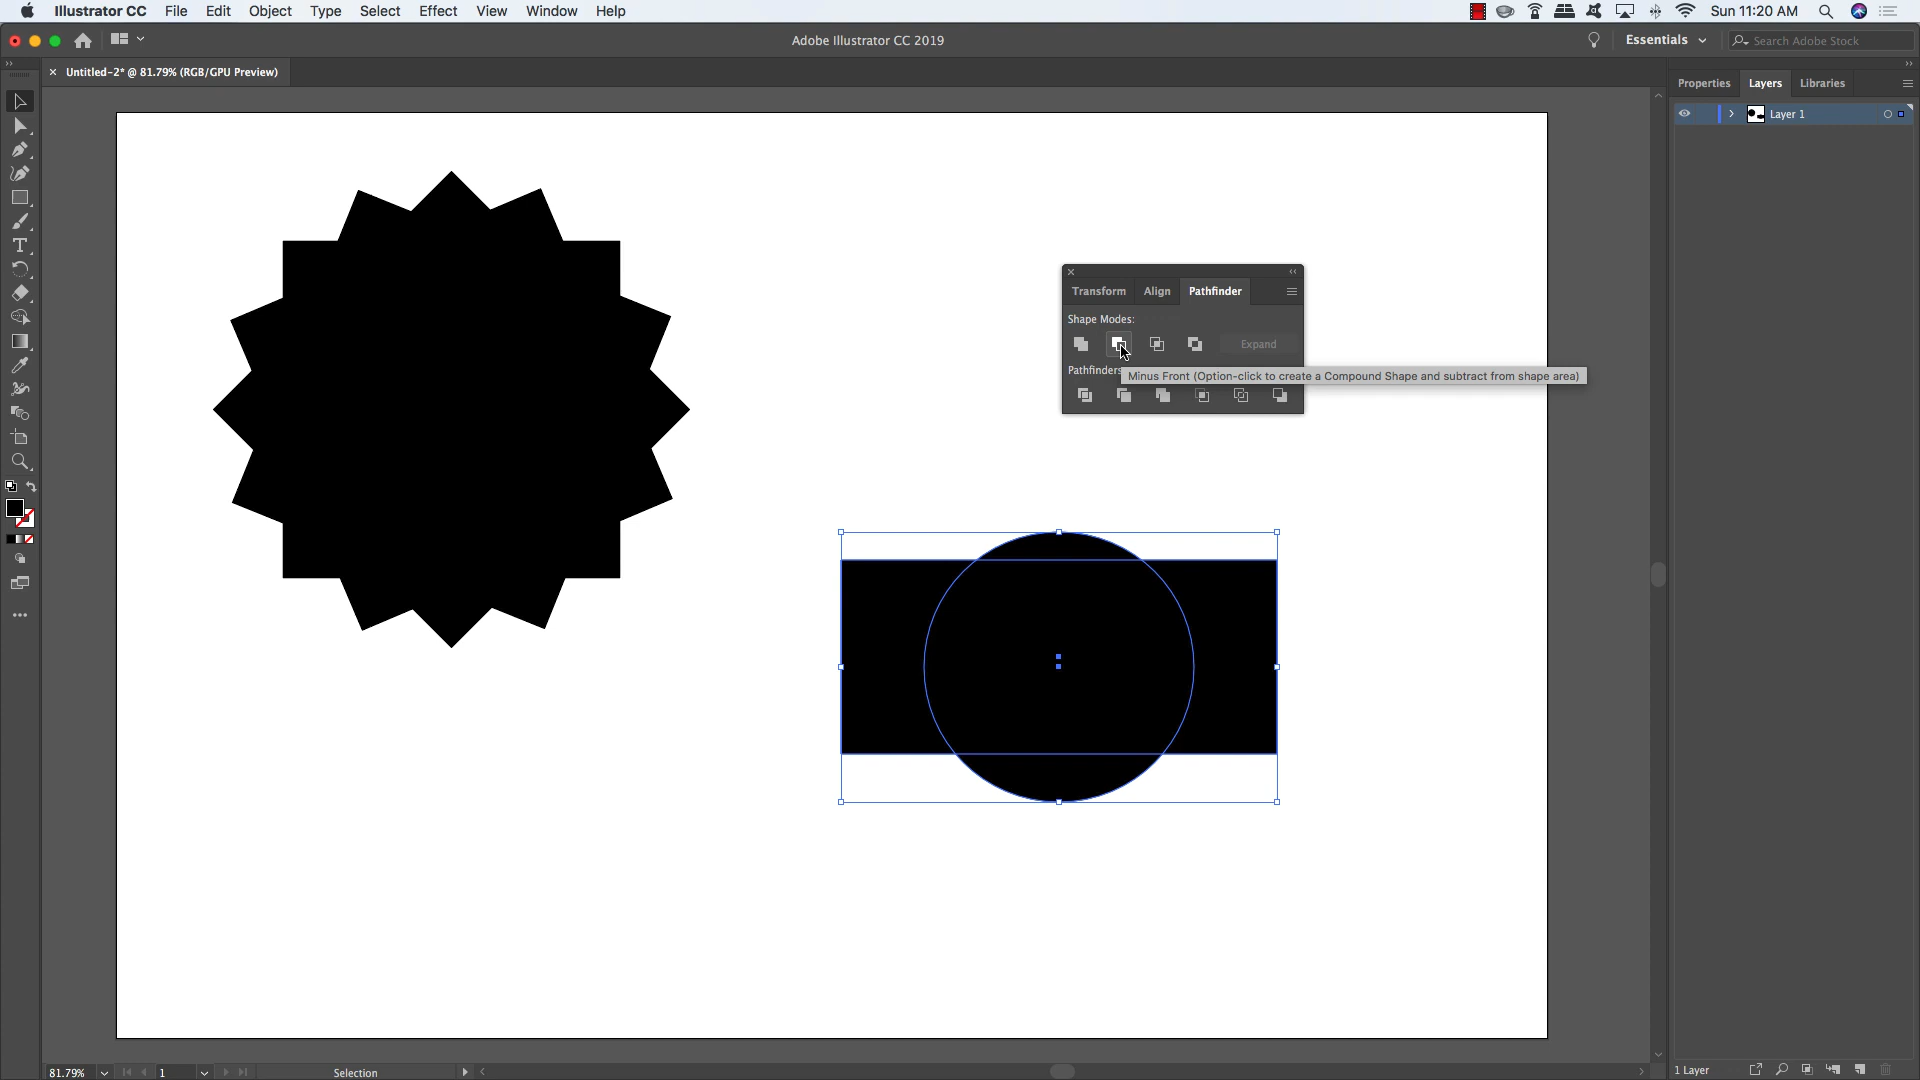 Illustrator CC File Edit Object Type Select Effect View Window Help Sun 11:20 AM
Adobe Illustrator CC 2019 Essentials Search Adobe Stock
Untitled-2* @ 81.79% (RGB/GPU Preview)
Properties Layers Libraries
Layer 1
Transform Align Pathfinder
Shape Modes:
Expand
Pathfinders
Minus Front (Option-click to create a Compound Shape and subtract from shape area)
81.79% 1 Selection 1 Layer